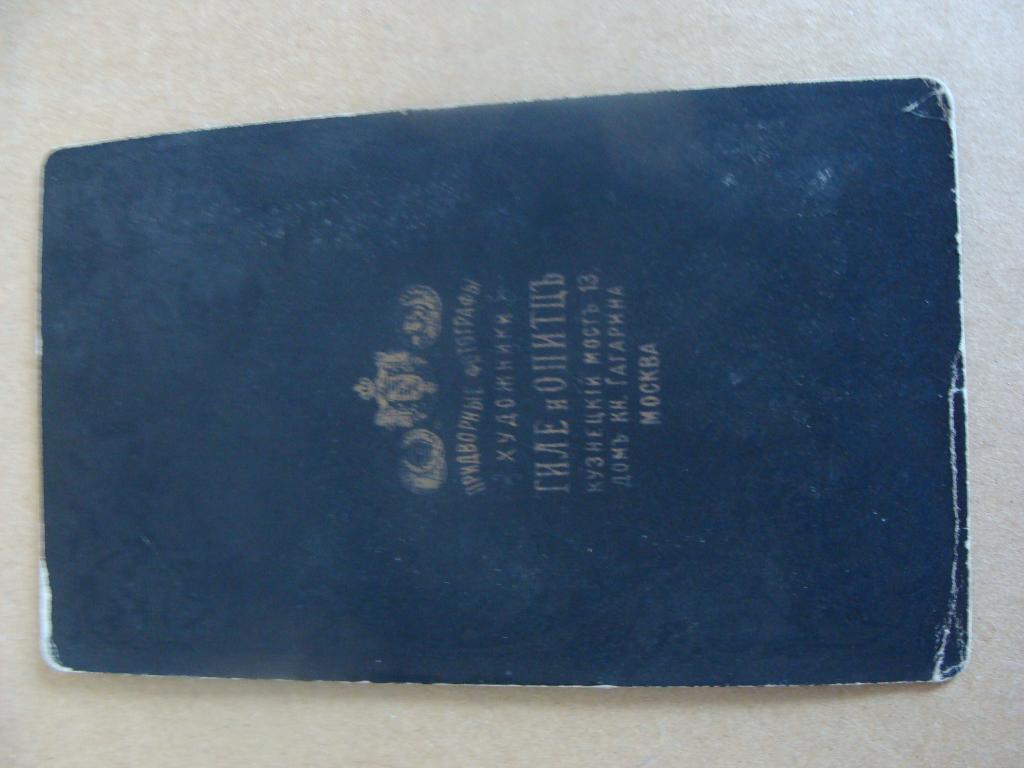 ПРИДВОРНЫЕ ФОТОГРАФЫ
ХУДОЖНИКИ
ГИЛЕ и ОПИТЦЪ
КУЗНЕЦКІЙ МОСТЪ 13.
ДОМЪ КН. ГАГАРИНА
МОСКВА